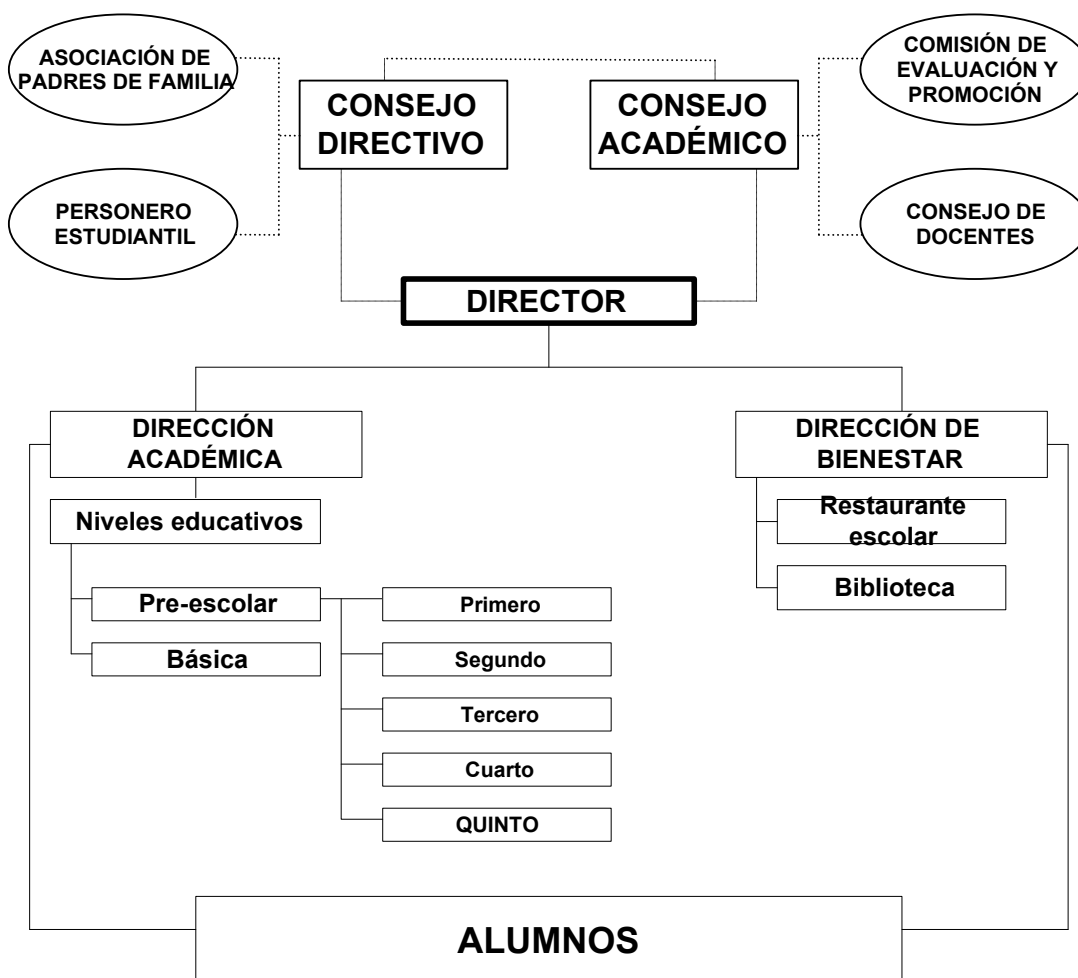 ASOCIACIÓN DE
PADRES DE FAMILIA
CONSEJO
DIRECTIVO
CONSEJO
ACADÉMICO
COMISIÓN DE
EVALUACIÓN Y
PROMOCIÓN
PERSONERO
ESTUDIANTIL
CONSEJO DE
DOCENTES
DIRECTOR
DIRECCIÓN
ACADÉMICA
DIRECCIÓN DE
BIENESTAR
Niveles educativos
Restaurante
escolar
Pre-escolar
Primero
Biblioteca
Básica
Segundo
Tercero
Cuarto
QUINTO
ALUMNOS